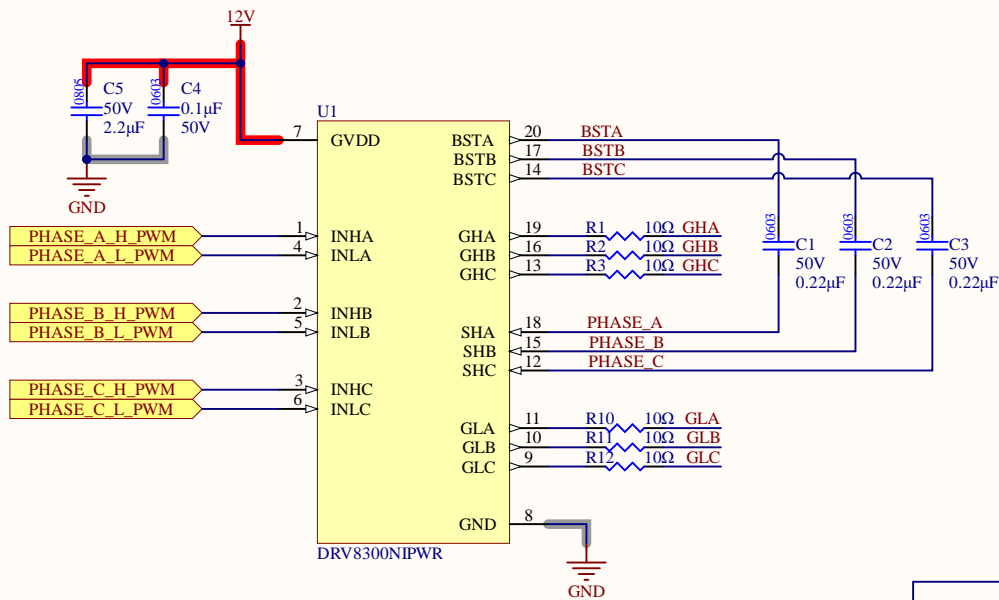 12V
0805
C5
50V
2.2µF
0603
C4
0.1µF
50V
GND
U1
7
GVDD
PHASE_A_H_PWM
1
INHA
PHASE_A_L_PWM
4
INLA
PHASE_B_H_PWM
2
INHB
PHASE_B_L_PWM
5
INLB
PHASE_C_H_PWM
3
INHC
PHASE_C_L_PWM
6
INLC
BSTA
20
BSTA
BSTB
17
BSTB
BSTC
14
BSTC
GHA
19
R1 10Ω GHA
GHB
16
R2 10Ω GHB
GHC
13
R3 10Ω GHC
SHA
18
PHASE_A
SHB
15
PHASE_B
SHC
12
PHASE_C
GLA
11
R10 10Ω GLA
GLB
10
R11 10Ω GLB
GLC
9
R12 10Ω GLC
GND
8
GND
DRV8300NIPWR
0603
C1
50V
0.22µF
0603
C2
50V
0.22µF
0603
C3
50V
0.22µF